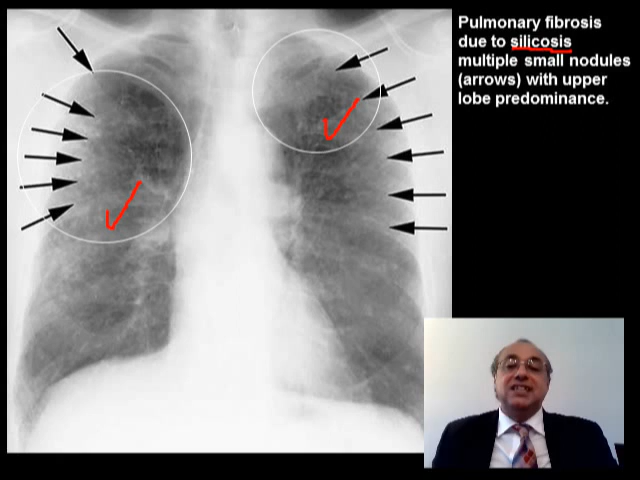 Pulmonary fibrosis
due to silicosis
multiple small nodules
(arrows) with upper
lobe predominance.